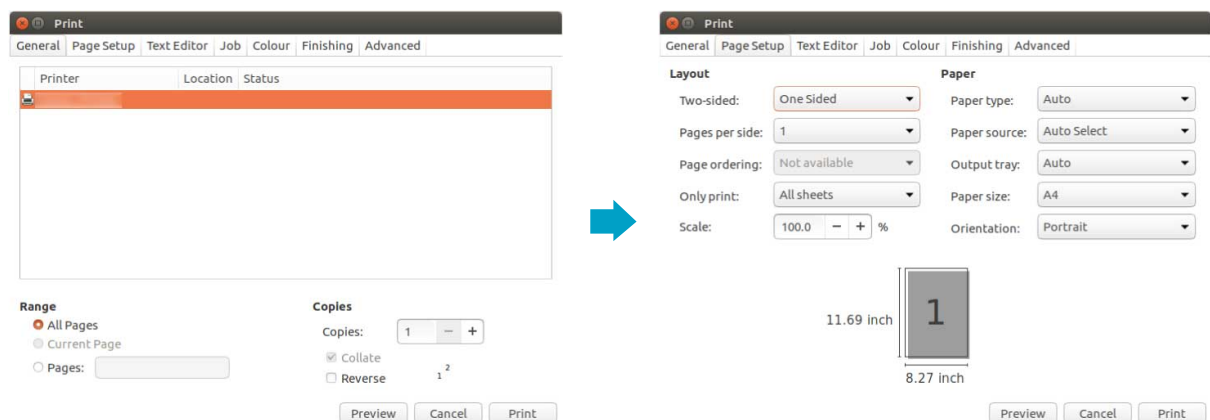 Print
General Page Setup Text Editor Job Colour Finishing Advanced
Printer Location Status
Range
All Pages
Current Page
Pages:
Copies
Copies: 1 − +
Collate
Reverse
1 2
Preview Cancel Print
Print
General Page Setup Text Editor Job Colour Finishing Advanced
Layout
Two-sided: One Sided
Pages per side: 1
Page ordering: Not available
Only print: All sheets
Scale: 100.0 − + %
Paper
Paper type: Auto
Paper source: Auto Select
Output tray: Auto
Paper size: A4
Orientation: Portrait
1
11.69 inch
8.27 inch
Preview Cancel Print